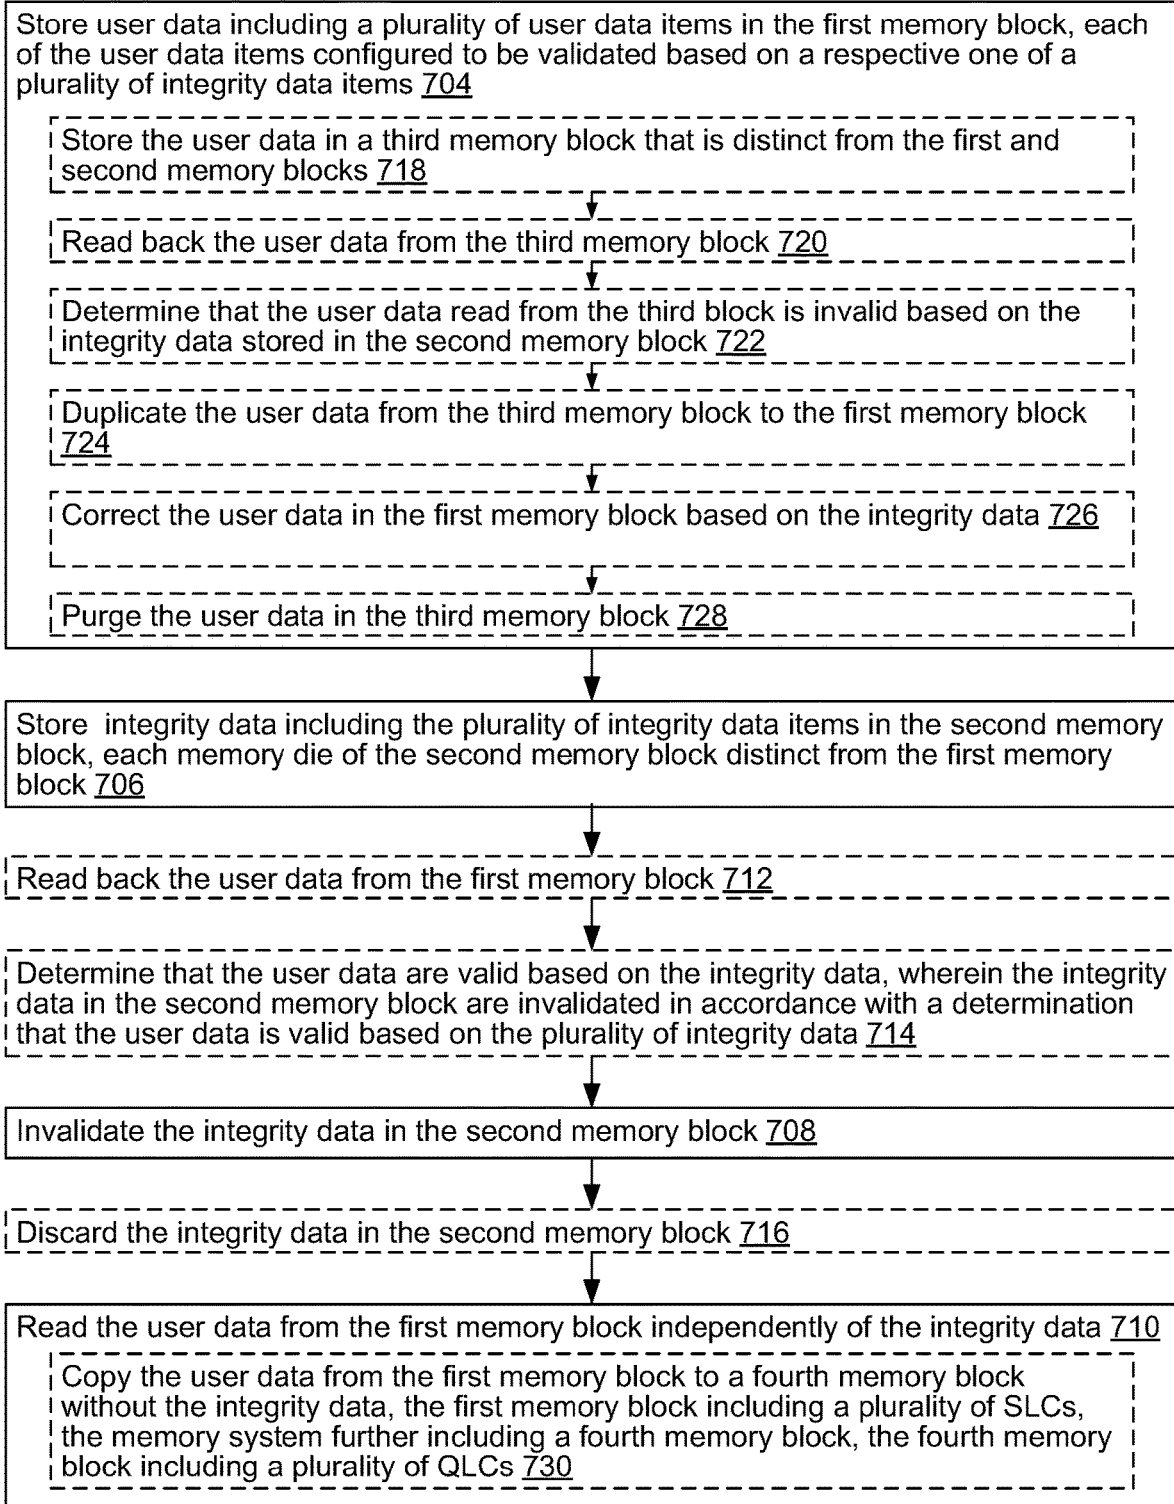 Store user data including a plurality of user data items in the first memory block, each
of the user data items configured to be validated based on a respective one of a
plurality of integrity data items 704
Store the user data in a third memory block that is distinct from the first and
second memory blocks 718
Read back the user data from the third memory block 720
Determine that the user data read from the third block is invalid based on the
integrity data stored in the second memory block 722
Duplicate the user data from the third memory block to the first memory block
724
Correct the user data in the first memory block based on the integrity data 726
Purge the user data in the third memory block 728
Store integrity data including the plurality of integrity data items in the second memory
block, each memory die of the second memory block distinct from the first memory
block 706
Read back the user data from the first memory block 712
Determine that the user data are valid based on the integrity data, wherein the integrity
data in the second memory block are invalidated in accordance with a determination
that the user data is valid based on the plurality of integrity data 714
Invalidate the integrity data in the second memory block 708
Discard the integrity data in the second memory block 716
Read the user data from the first memory block independently of the integrity data 710
Copy the user data from the first memory block to a fourth memory block
without the integrity data, the first memory block including a plurality of SLCs,
the memory system further including a fourth memory block, the fourth memory
block including a plurality of QLCs 730